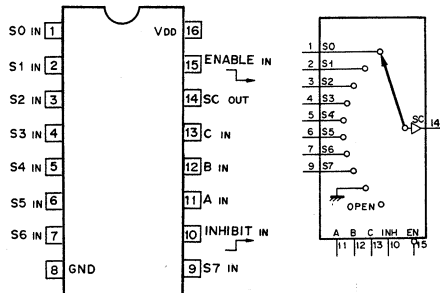 S0 IN 1
S1 IN 2
S2 IN 3
S3 IN 4
S4 IN 5
S5 IN 6
S6 IN 7
8 GND
VDD 16
15 ENABLE IN
14 SC OUT
13 C IN
12 B IN
11 A IN
10 INHIBIT IN
9 S7 IN
1 S0
2 S1
3 S2
4 S3
5 S4
6 S5
7 S6
9 S7
SC
14
OPEN
A B C INH EN
11 12 13 10 15